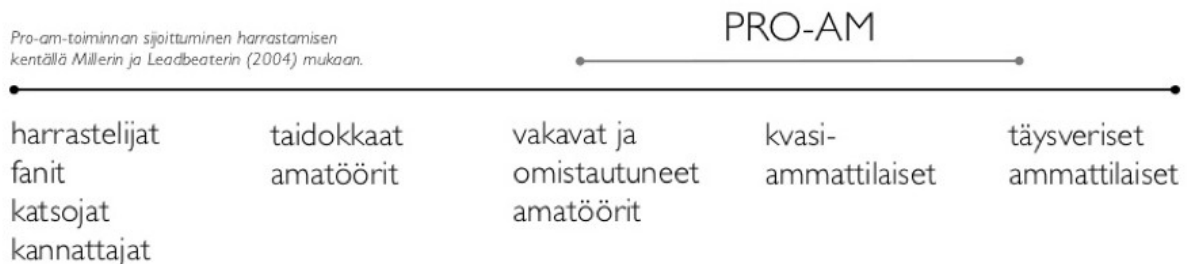 PRO-AM
Pro-am-toiminnan sijoittuminen harrastamisen
kentällä Millerin ja Leadbeaterin (2004) mukaan.
harrastelijat
fanit
katsojat
kannattajat
taidokkaat
amatöörit
vakavat ja
omistautuneet
amatöörit
kvasi-
ammattilaiset
täysveriset
ammattilaiset